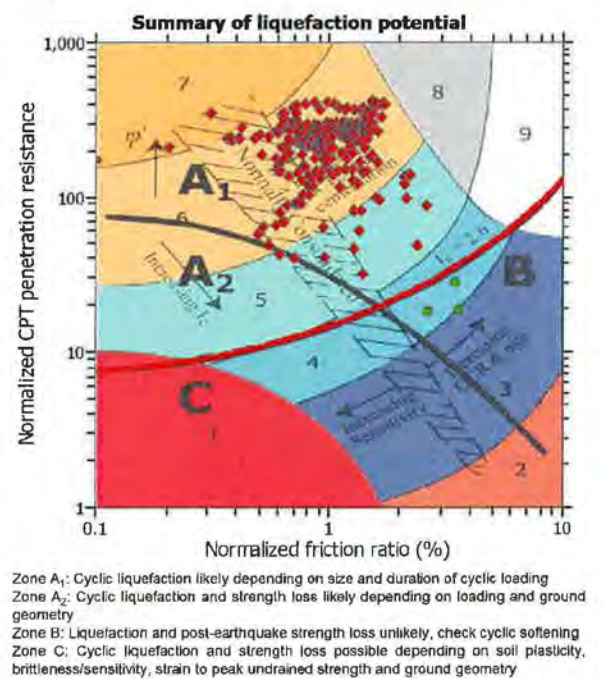 Summary of liquefaction potential
1,000
7
8
9
φ'
A1
Normally
consolidation
100
6
A2
Increasing
5
B
10
4
C
Increasing
OCR &
3
Increasing
sensitivity
1
2
1
0.1
1
10
Normalized CPT penetration resistance
Normalized friction ratio (%)
Zone A1: Cyclic liquefaction likely depending on size and duration of cyclic loading
Zone A2: Cyclic liquefaction and strength loss likely depending on loading and ground
geometry
Zone B: Liquefaction and post-earthquake strength loss unlikely, check cyclic softening
Zone C: Cyclic liquefaction and strength loss possible depending on soil plasticity,
brittleness/sensitivity, strain to peak undrained strength and ground geometry